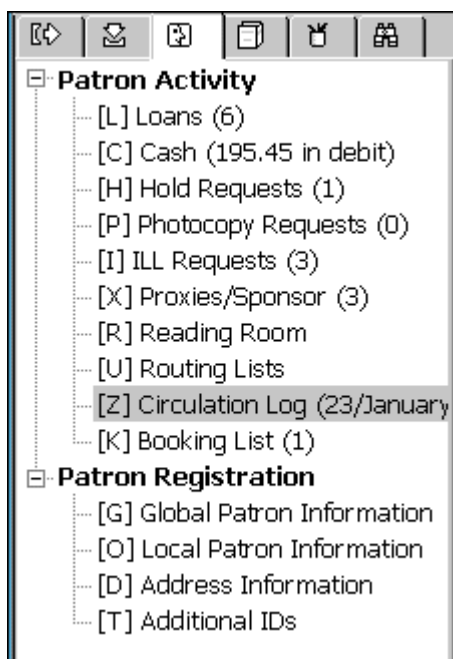 Patron Activity
[L] Loans (6)
[C] Cash (195.45 in debit)
[H] Hold Requests (1)
[P] Photocopy Requests (0)
[I] ILL Requests (3)
[X] Proxies/Sponsor (3)
[R] Reading Room
[U] Routing Lists
[Z] Circulation Log (23/January
[K] Booking List (1)
Patron Registration
[G] Global Patron Information
[O] Local Patron Information
[D] Address Information
[T] Additional IDs